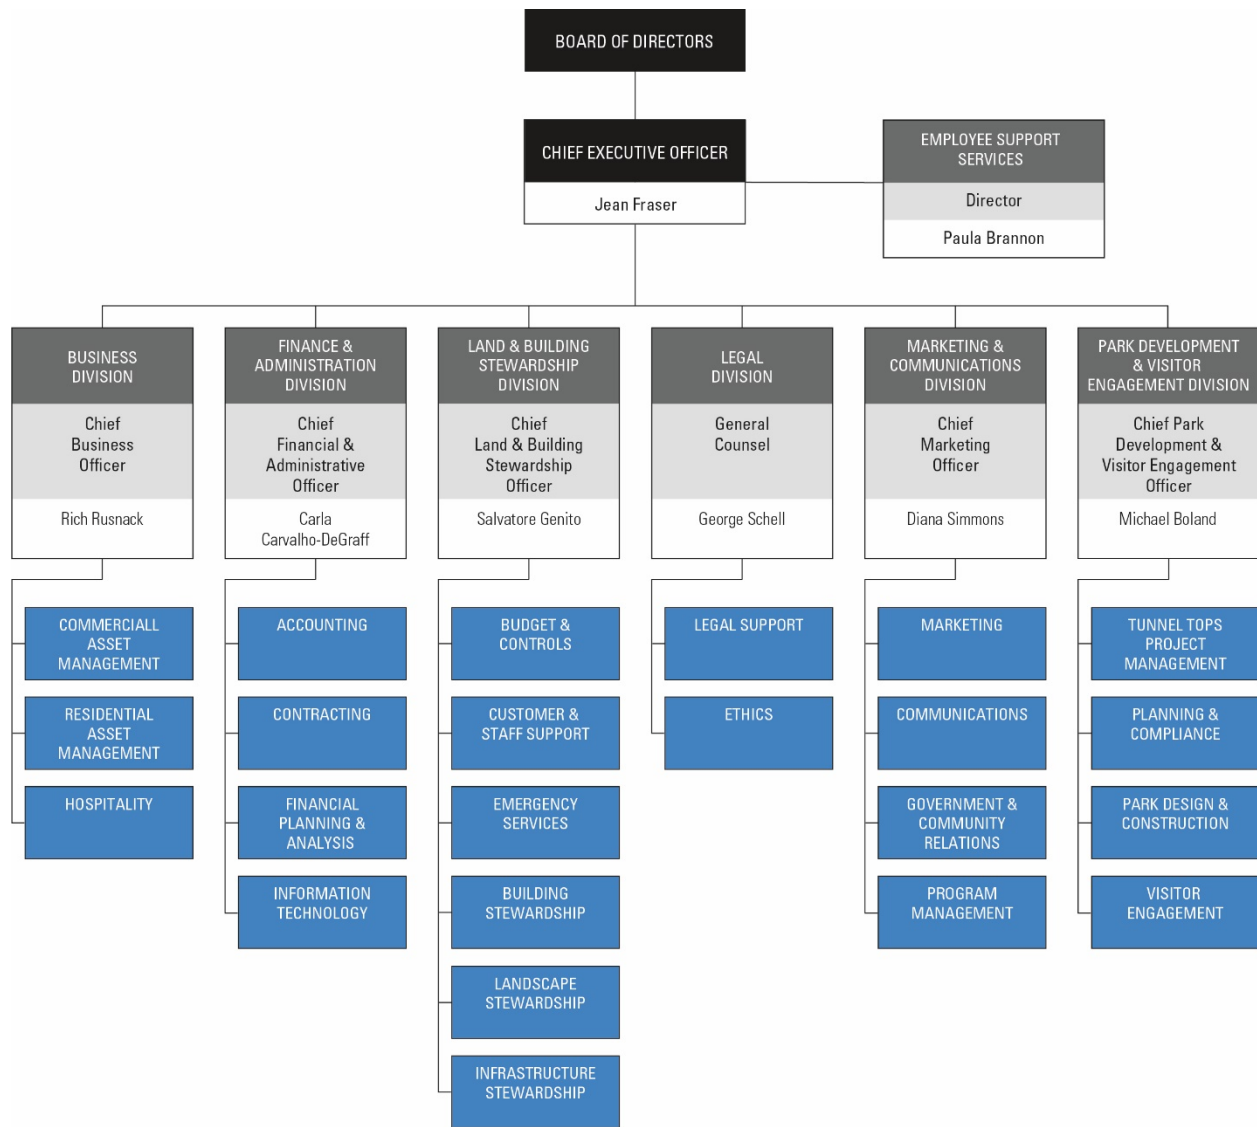 BOARD OF DIRECTORS
CHIEF EXECUTIVE OFFICER
Jean Fraser
EMPLOYEE SUPPORT
SERVICES
Director
Paula Brannon
BUSINESS
DIVISION
Chief
Business
Officer
Rich Rusnack
COMMERCIALL
ASSET
MANAGEMENT
RESIDENTIAL
ASSET
MANAGEMENT
HOSPITALITY
FINANCE &
ADMINISTRATION
DIVISION
Chief
Financial &
Administrative
Officer
Carla
Carvalho-DeGraff
ACCOUNTING
CONTRACTING
FINANCIAL
PLANNING &
ANALYSIS
INFORMATION
TECHNOLOGY
LAND & BUILDING
STEWARDSHIP
DIVISION
Chief
Land & Building
Stewardship
Officer
Salvatore Genito
BUDGET &
CONTROLS
CUSTOMER &
STAFF SUPPORT
EMERGENCY
SERVICES
BUILDING
STEWARDSHIP
LANDSCAPE
STEWARDSHIP
INFRASTRUCTURE
STEWARDSHIP
LEGAL
DIVISION
General
Counsel
George Schell
LEGAL SUPPORT
ETHICS
MARKETING &
COMMUNICATIONS
DIVISION
Chief
Marketing
Officer
Diana Simmons
MARKETING
COMMUNICATIONS
GOVERNMENT &
COMMUNITY
RELATIONS
PROGRAM
MANAGEMENT
PARK DEVELOPMENT
& VISITOR
ENGAGEMENT DIVISION
Chief Park
Development &
Visitor Engagement
Officer
Michael Boland
TUNNEL TOPS
PROJECT
MANAGEMENT
PLANNING &
COMPLIANCE
PARK DESIGN &
CONSTRUCTION
VISITOR
ENGAGEMENT